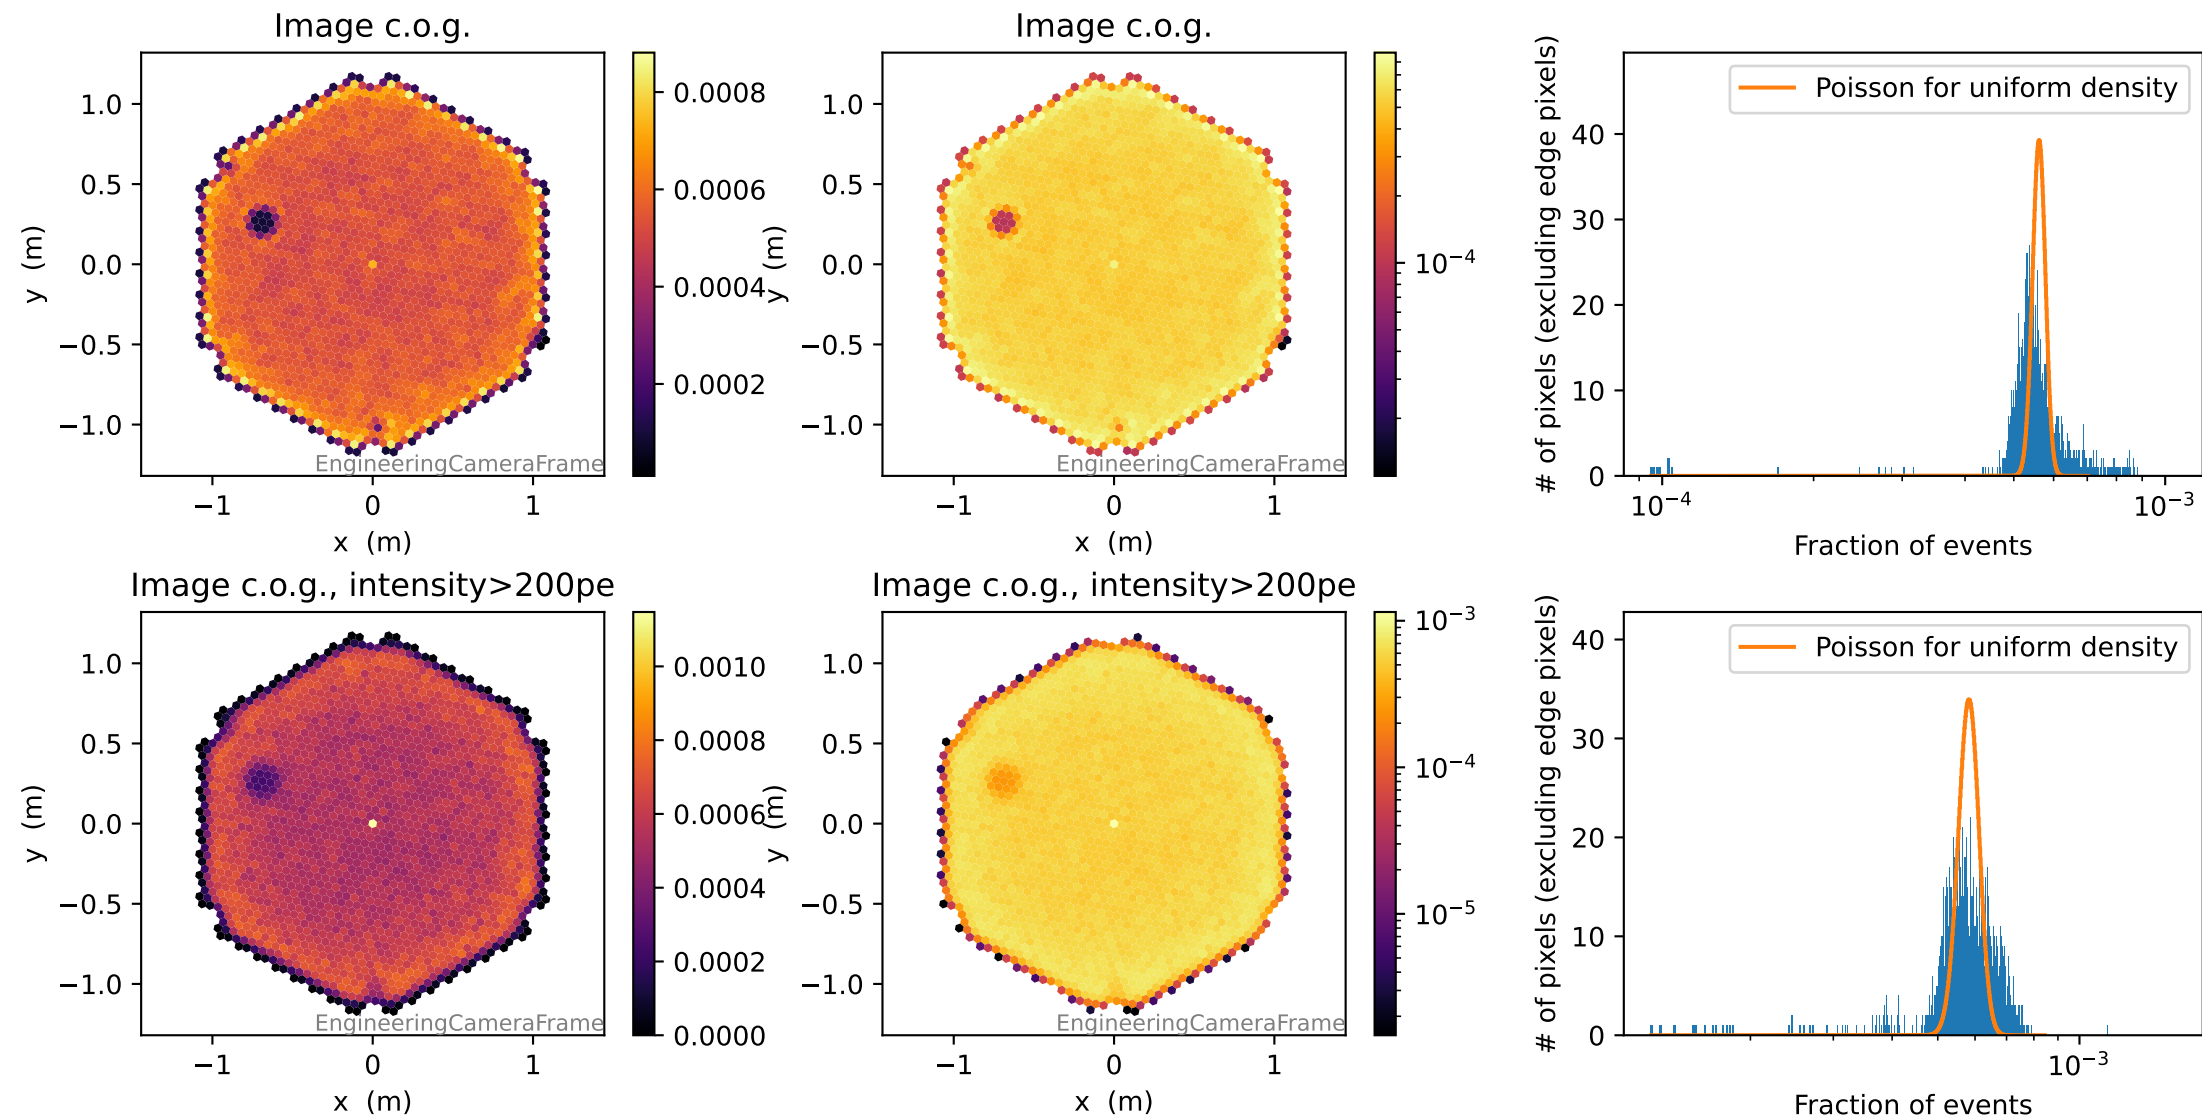 Image c.o.g.
1.0
0.5
0.0
−0.5
−1.0
y (m)
−1
0
1
x (m)
EngineeringCameraFrame
0.0008
0.0006
0.0004
0.0002
Image c.o.g.
1.0
0.5
0.0
−0.5
−1.0
y (m)
−1
0
1
x (m)
EngineeringCameraFrame
10⁻⁴
Poisson for uniform density
# of pixels (excluding edge pixels)
40
30
20
10
0
10⁻⁴
10⁻³
Fraction of events
Image c.o.g., intensity>200pe
1.0
0.5
0.0
−0.5
−1.0
y (m)
−1
0
1
x (m)
EngineeringCameraFrame
0.0010
0.0008
0.0006
0.0004
0.0002
0.0000
Image c.o.g., intensity>200pe
1.0
0.5
0.0
−0.5
−1.0
y (m)
−1
0
1
x (m)
EngineeringCameraFrame
10⁻³
10⁻⁴
10⁻⁵
Poisson for uniform density
# of pixels (excluding edge pixels)
40
30
20
10
0
10⁻³
Fraction of events